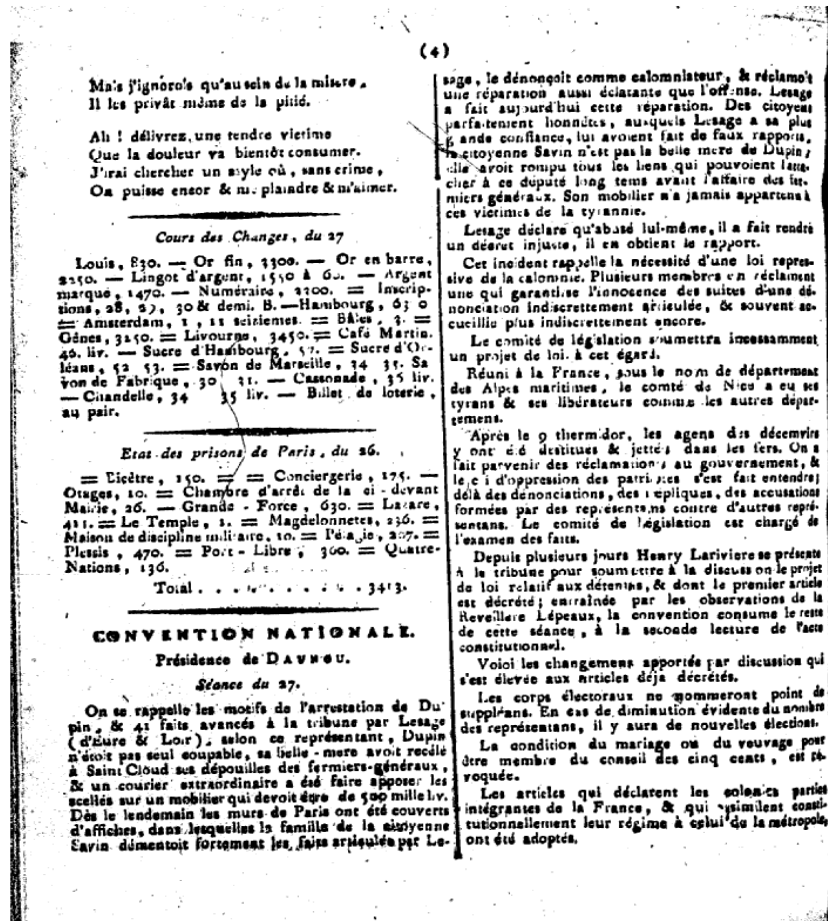 (4)
Mais j'ignorois qu'au sein de la misere,
Il les privât même de la pitié.
Ah ! délivrez, une tendre victime
Que la douleur va bientôt consumer.
J'irai chercher un asyle où, sans crime,
On puisse encor & me plaindre & m'aimer.
Cours des Changes, du 27
Louis, 830. — Or fin, 3300. — Or en barre,
2250. — Lingot d'argent, 1550 à 60. — Argent
marqué, 1470. — Numéraire, 2200. = Inscrip-
tions, 28, 27, 30 & demi. B. — Hambourg, 63 0
= Amsterdam, 1, 11 seiziemes. = Bâles, 3. =
Gênes, 3150. = Livourne, 3450. = Café Martin.
46. liv. — Sucre d'Hambourg, 57. = Sucre d'Or-
léans, 52 53. = Savon de Marseille, 34 35. Sa
von de Fabrique, 30 31. — Cassonade, 35 liv.
— Chandelle, 34 35 liv. — Billet de loterie,
au pair.
Etat des prisons de Paris, du 26.
= Bicêtre, 150. = = Conciergerie, 175. —
Otages, 10. = Chambre d'arrêt de la ci-devant
Mairie, 26. — Grande-Force, 630. = Lazare,
411. = Le Temple, 1. = Magdelonnetes, 236. =
Maison de discipline militaire, 10. = Pélagie, 207. =
Plessis, 470. = Port-Libre, 360. = Quatre-
Nations, 136.
Total . . . . . . . . . 3413.
CONVENTION NATIONALE.
Présidence de DAUNOU.
Séance du 27.
On se rappelle les motifs de l'arrestation de Du
pin, & 41 faits avancés à la tribune par Lesage
(d'Eure & Loir); selon ce représentant, Dupin
n'étoit pas seul coupable, sa belle-mere avoit recélé
à Saint Cloud ses dépouilles des fermiers-généraux,
& un courier extraordinaire a été faire apposer les
scellés sur un mobilier qui devoit être de 500 mille liv.
Dès le lendemain les murs de Paris ont été couverts
d'affiches, dans lesquelles la famille de la citoyenne
Savin démentoit fortement les faits articulés par Le-
sage, le dénonçoit comme calomniateur, & réclamoit
une réparation aussi éclatante que l'offense. Lesage
a fait aujourd'hui cette réparation. Des citoyens
parfaitement honnêtes, auxquels Lesage a sa plus
grande confiance, lui avoient fait de faux rapports,
la citoyenne Savin n'est pas la belle mere de Dupin;
elle avoit rompu tous les liens qui pouvoient l'atta-
cher à ce député long tems avant l'affaire des fer-
miers généraux. Son mobilier n'a jamais appartenu à
ces victimes de la tyrannie.
Lesage déclare qu'abusé lui-même, il a fait rendre
un décret injuste, il en obtient le rapport.
Cet incident rappelle la nécessité d'une loi repres-
sive de la calomnie. Plusieurs membres en réclament
une qui garantisse l'innocence des suites d'une dé-
nonciation indiscrettement articulée, & souvent ac-
cueillie plus indiscrettement encore.
Le comité de législation soumettra incessamment
un projet de loi à cet égard.
Réuni à la France, sous le nom de département
des Alpes maritimes, le comté de Nice a eu ses
tyrans & ses libérateurs comme les autres dépar-
temens.
Après le 9 thermidor, les agens des décemvirs
y ont été destitués & jettés dans les fers. On a
fait parvenir des réclamations au gouvernement, &
le cri d'oppression des patriotes s'est fait entendre;
delà des dénonciations, des répliques, des accusations
formées par des représentans contre d'autres repré-
sentans. Le comité de législation est chargé de
l'examen des faits.
Depuis plusieurs jours Henry Lariviere se présente
à la tribune pour soumettre à la discussion le projet
de loi relatif aux détenus, & dont le premier article
est décrété; entraînée par les observations de la
Reveillere Lépeaux, la convention consume le reste
de cette séance, à la seconde lecture de l'acte
constitutionnel.
Voici les changemens apportés par discussion qui
s'est élevée aux articles déja décrétés.
Les corps électoraux ne nommeront point de
suppléans. En cas de diminution évidente du nombre
des représentans, il y aura de nouvelles élections.
La condition du mariage ou du veuvage pour
être membre du conseil des cinq cents, est ré-
voquée.
Les articles qui déclarent les colonies parties
intégrantes de la France, & qui assimilent consti-
tutionnellement leur régime à celui de la métropole,
ont été adoptés.